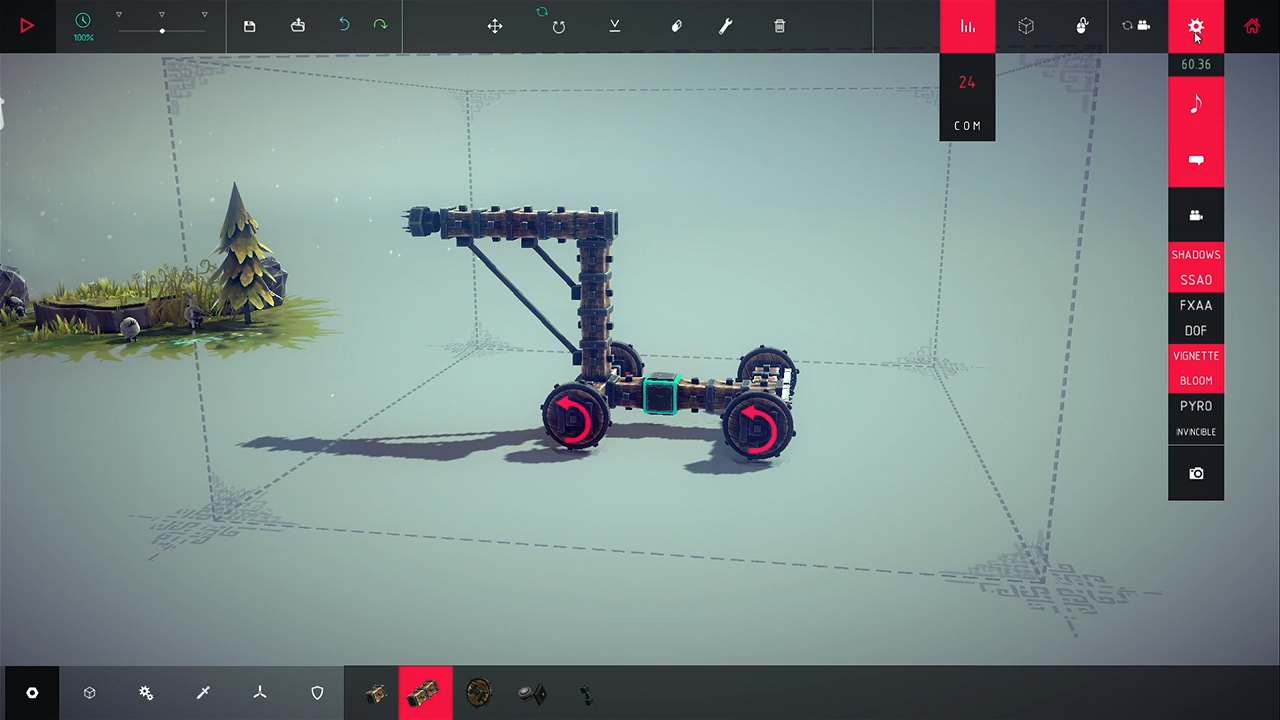 100%
60.36
24
COM
SHADOWS
SSAO
FXAA
DOF
VIGNETTE
BLOOM
PYRO
INVINCIBLE